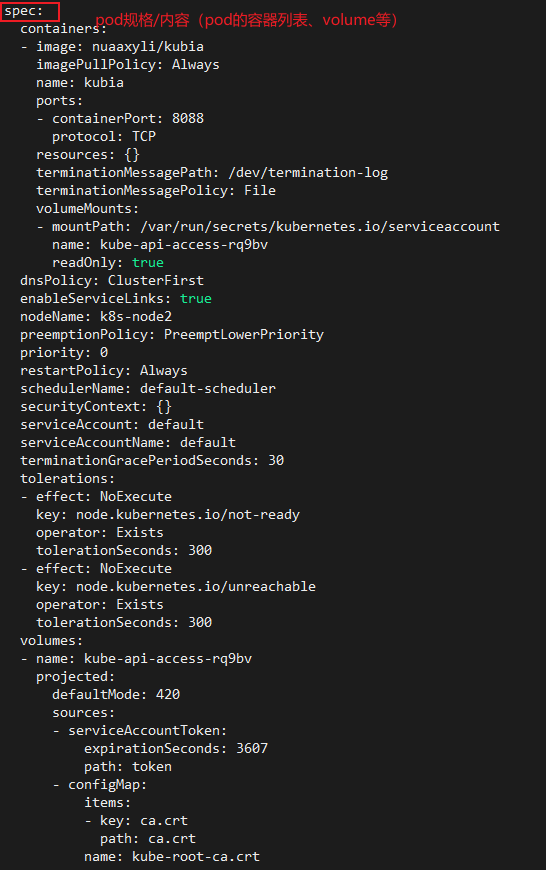 spec:
pod规格/内容（pod的容器列表、volume等）
  containers:
  - image: nuaaxyli/kubia
    imagePullPolicy: Always
    name: kubia
    ports:
    - containerPort: 8088
      protocol: TCP
    resources: {}
    terminationMessagePath: /dev/termination-log
    terminationMessagePolicy: File
    volumeMounts:
    - mountPath: /var/run/secrets/kubernetes.io/serviceaccount
      name: kube-api-access-rq9bv
      readOnly: true
  dnsPolicy: ClusterFirst
  enableServiceLinks: true
  nodeName: k8s-node2
  preemptionPolicy: PreemptLowerPriority
  priority: 0
  restartPolicy: Always
  schedulerName: default-scheduler
  securityContext: {}
  serviceAccount: default
  serviceAccountName: default
  terminationGracePeriodSeconds: 30
  tolerations:
  - effect: NoExecute
    key: node.kubernetes.io/not-ready
    operator: Exists
    tolerationSeconds: 300
  - effect: NoExecute
    key: node.kubernetes.io/unreachable
    operator: Exists
    tolerationSeconds: 300
  volumes:
  - name: kube-api-access-rq9bv
    projected:
      defaultMode: 420
      sources:
      - serviceAccountToken:
          expirationSeconds: 3607
          path: token
      - configMap:
          items:
          - key: ca.crt
            path: ca.crt
          name: kube-root-ca.crt